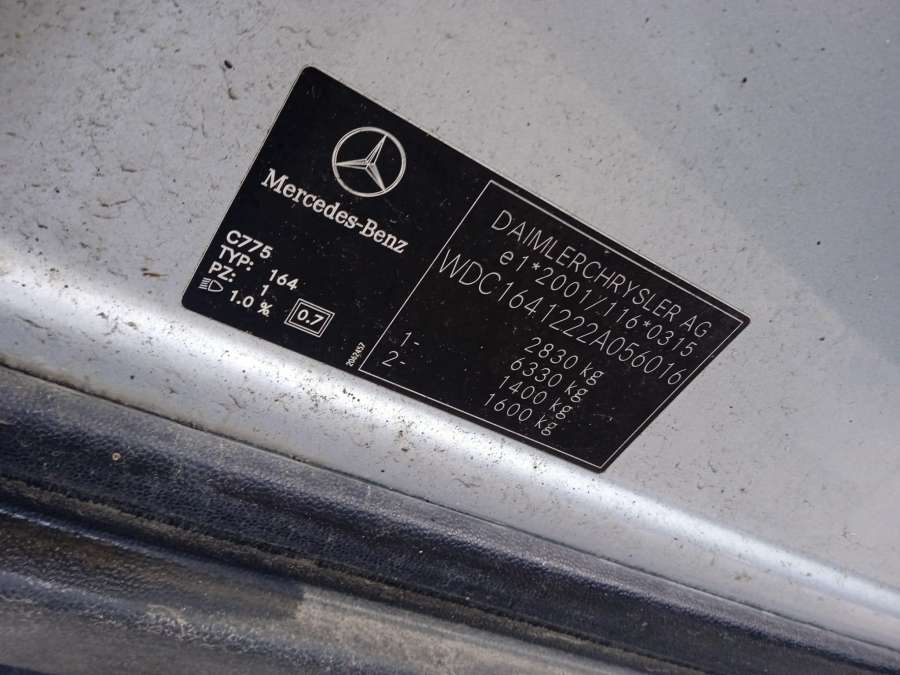 Mercedes-Benz
C775
TYP: 164
PZ: 1
1.0 %
0.7
2042457
DAIMLERCHRYSLER AG
e1*2001/116*0315
WDC1641222A056016
2830 kg
6330 kg
1- 1400 kg
2- 1600 kg